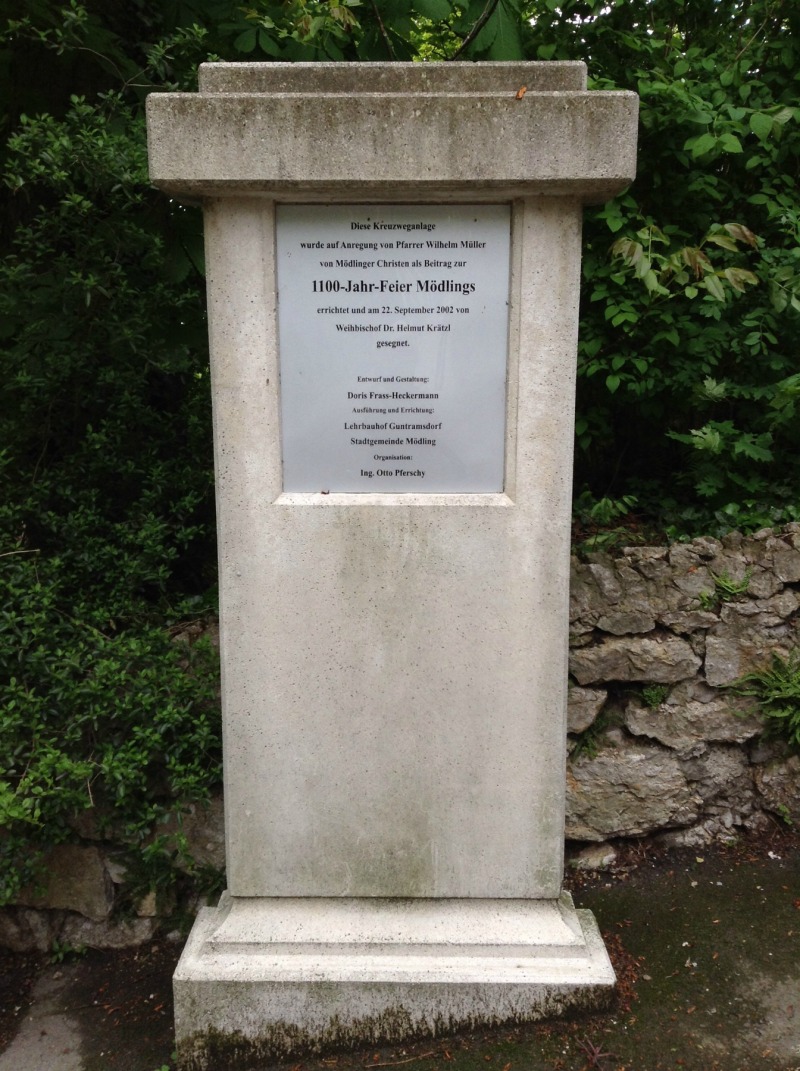 Diese Kreuzweganlage
wurde auf Anregung von Pfarrer Wilhelm Müller
von Mödlinger Christen als Beitrag zur
1100-Jahr-Feier Mödlings
errichtet und am 22. September 2002 von
Weihbischof Dr. Helmut Krätzl
gesegnet.
Entwurf und Gestaltung:
Doris Frass-Heckermann
Ausführung und Errichtung:
Lehrbauhof Guntramsdorf
Stadtgemeinde Mödling
Organisation:
Ing. Otto Pferschy